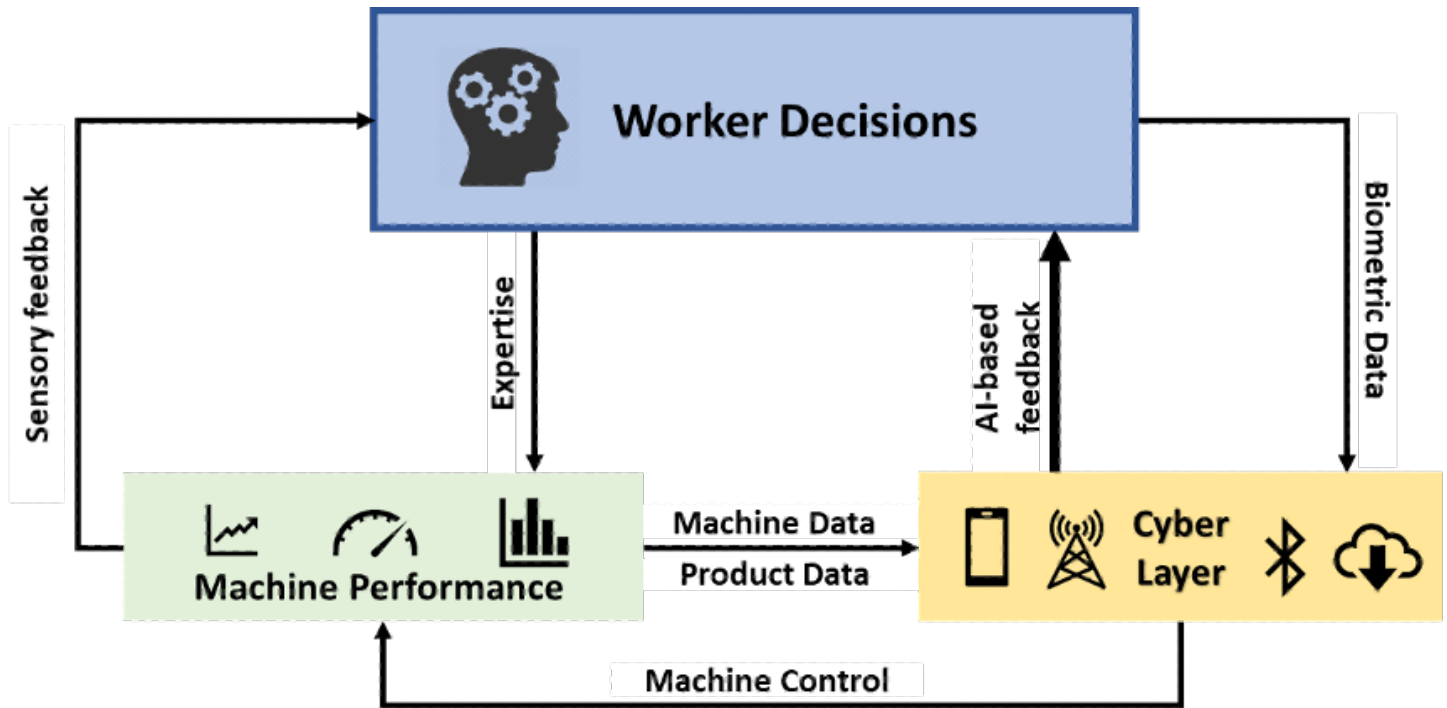 Worker Decisions
Sensory feedback
Expertise
AI-based
feedback
Biometric Data
Machine Performance
Machine Data
Product Data
Cyber
Layer
Machine Control